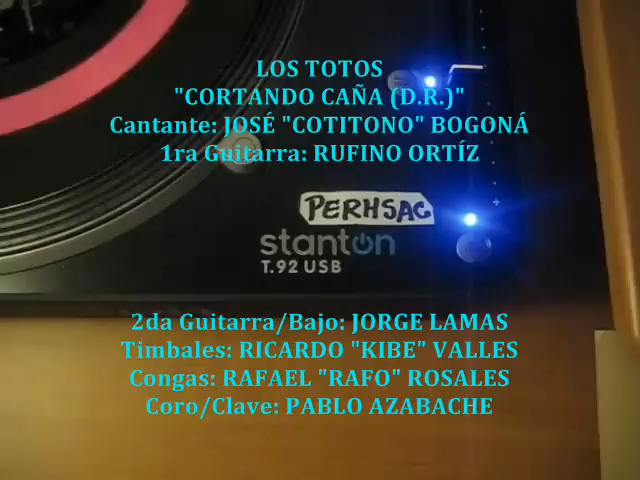 LOS TOTOS
"CORTANDO CAÑA (D.R.)"
Cantante: JOSÉ "COTITONO" BOGONÁ
1ra Guitarra: RUFINO ORTÍZ
PERHSAC
stanton
T.92 USB
2da Guitarra/Bajo: JORGE LAMAS
Timbales: RICARDO "KIBE" VALLES
Congas: RAFAEL "RAFO" ROSALES
Coro/Clave: PABLO AZABACHE